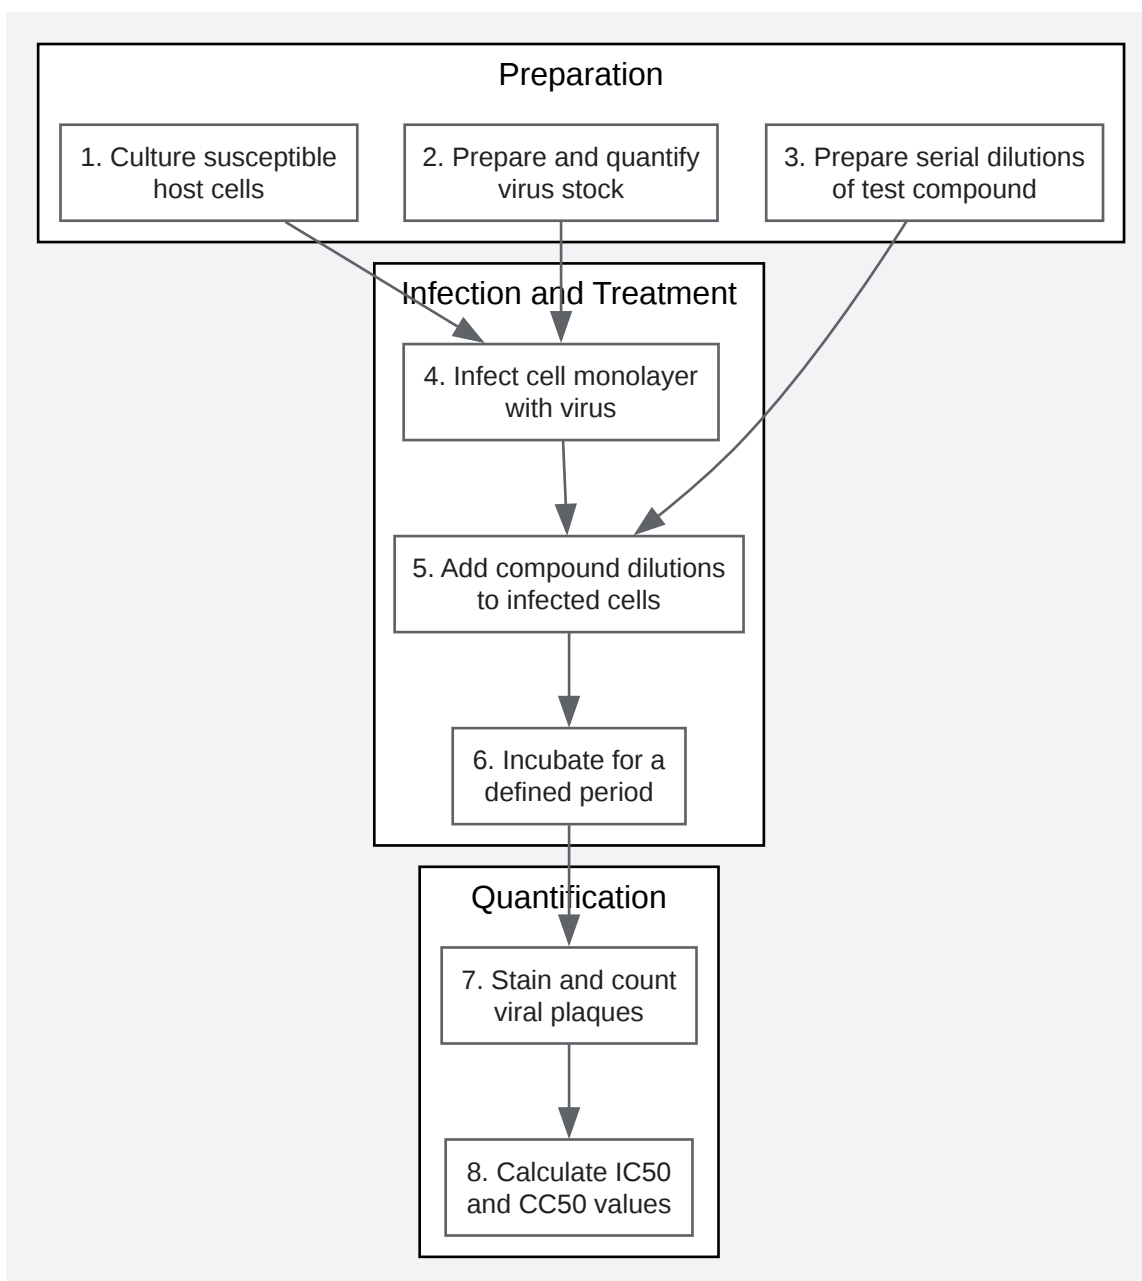 Preparation
1. Culture susceptible
host cells
2. Prepare and quantify
virus stock
3. Prepare serial dilutions
of test compound
Infection and Treatment
4. Infect cell monolayer
with virus
5. Add compound dilutions
to infected cells
6. Incubate for a
defined period
Quantification
7. Stain and count
viral plaques
8. Calculate IC50
and CC50 values